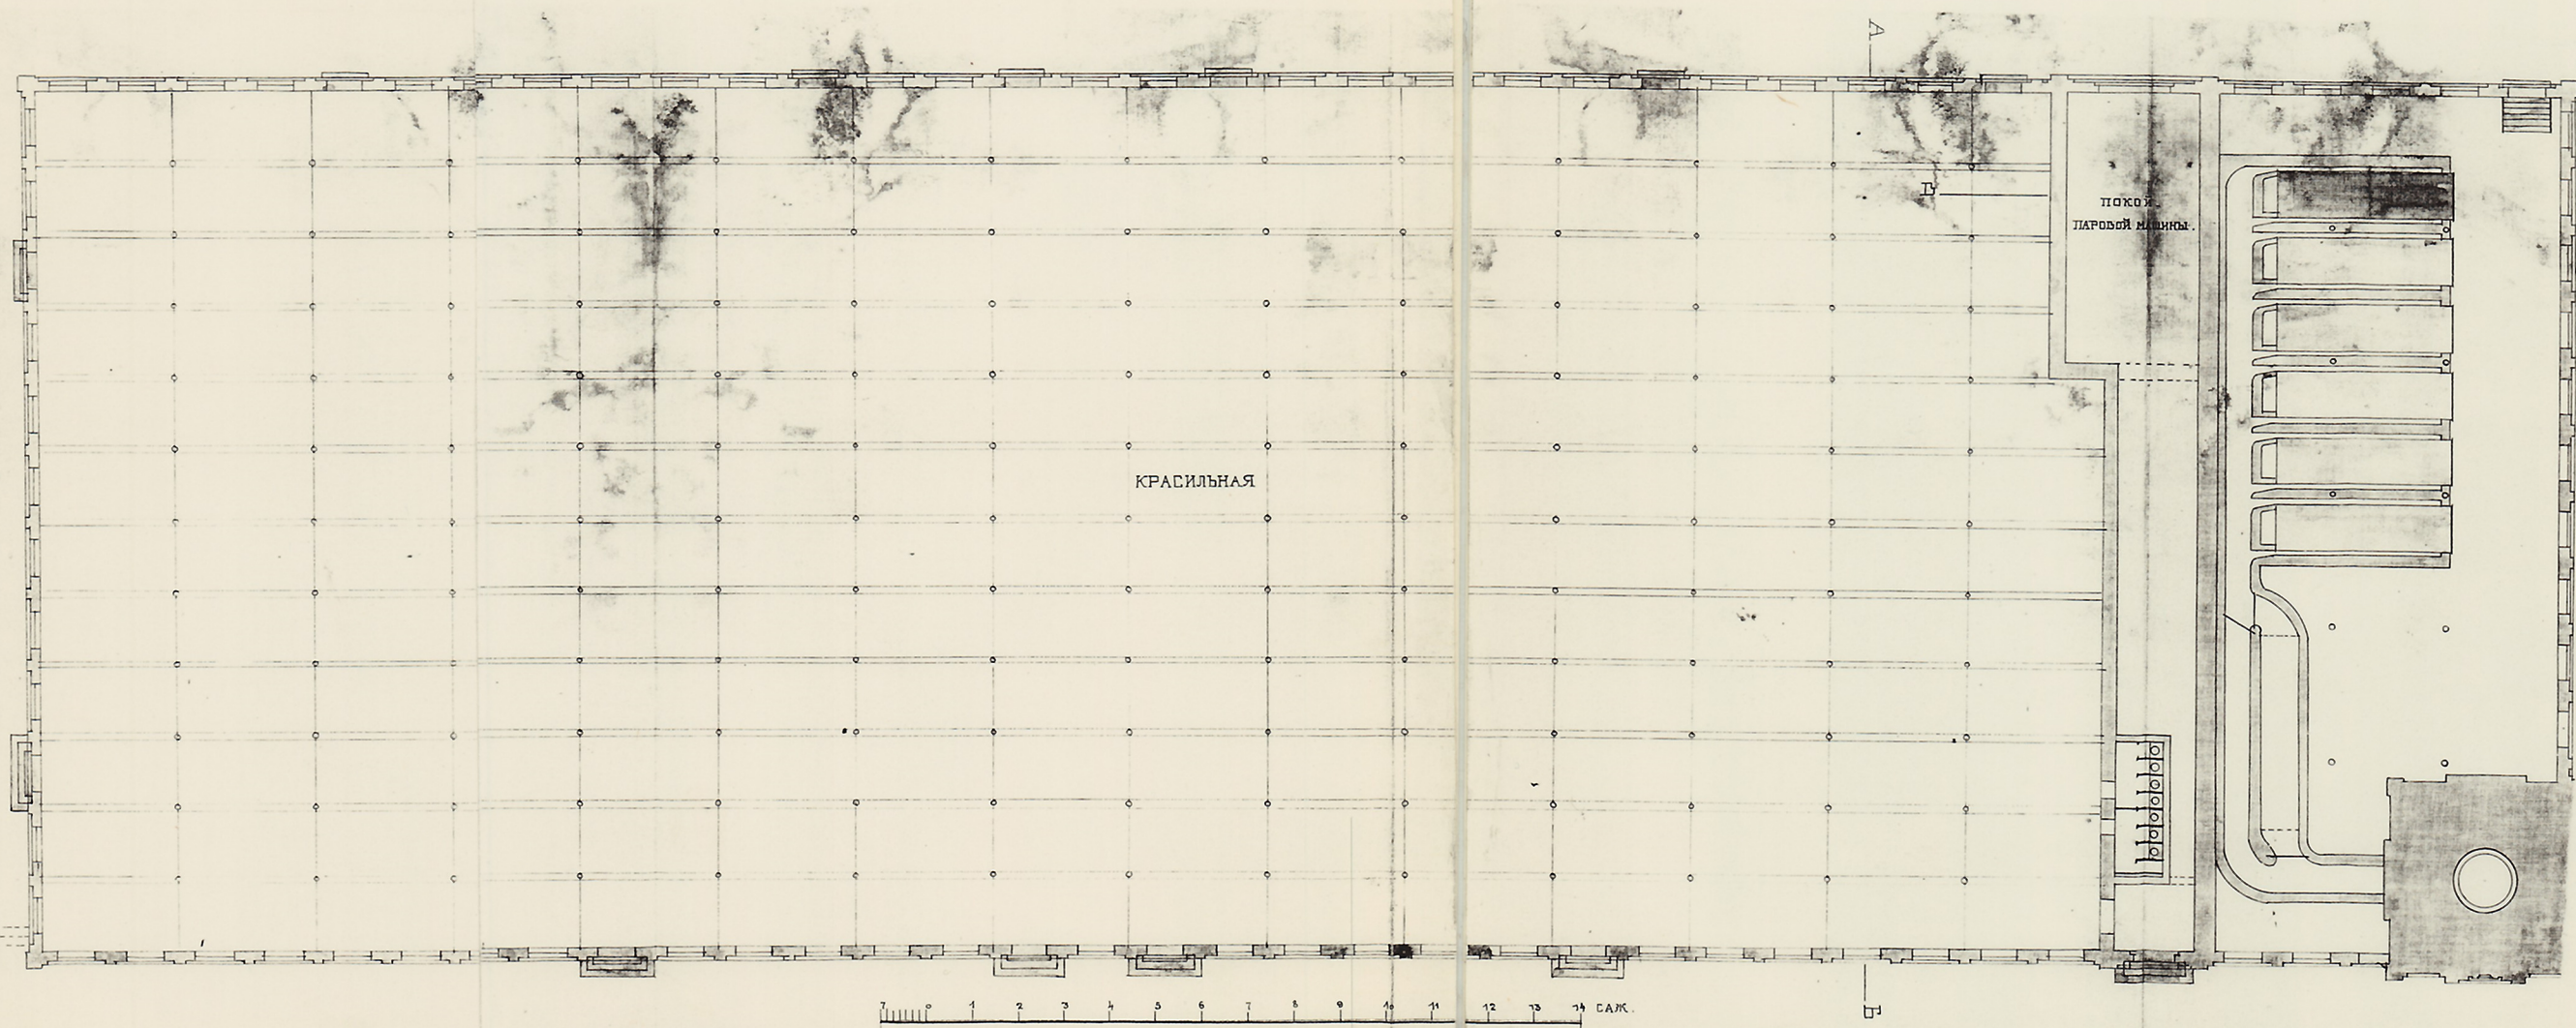 А
В
ПОКОЙ.
ПАРОВОЙ МАШИНЫ.
КРАСИЛЬНАЯ
7 0 1 2 3 4 5 6 7 8 9 10 11 12 13 14 САЖ.